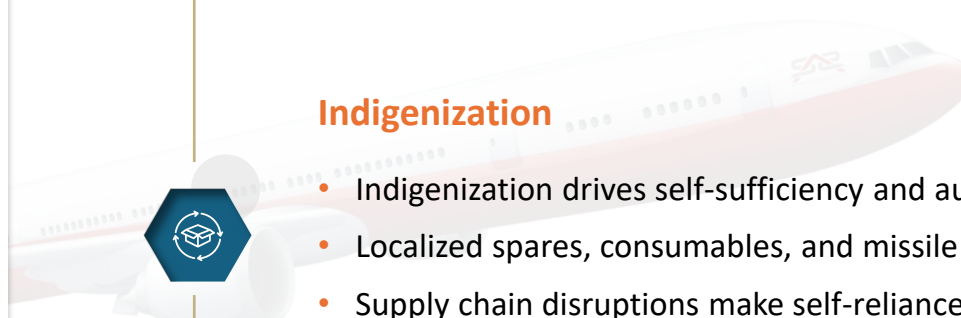 Indigenization
• Indigenization drives self-sufficiency and au
• Localized spares, consumables, and missile
• Supply chain disruptions make self-reliance